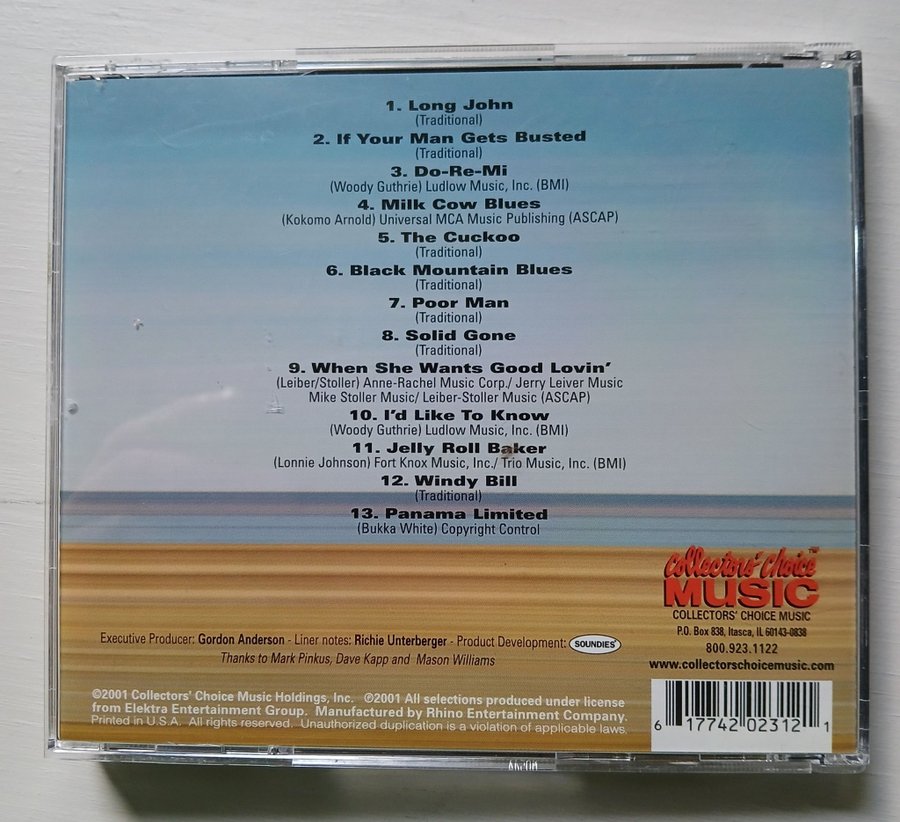 1. Long John
(Traditional)
2. If Your Man Gets Busted
(Traditional)
3. Do-Re-Mi
(Woody Guthrie) Ludlow Music, Inc. (BMI)
4. Milk Cow Blues
(Kokomo Arnold) Universal MCA Music Publishing (ASCAP)
5. The Cuckoo
(Traditional)
6. Black Mountain Blues
(Traditional)
7. Poor Man
(Traditional)
8. Solid Gone
(Traditional)
9. When She Wants Good Lovin'
(Leiber/Stoller) Anne-Rachel Music Corp./ Jerry Leiver Music
Mike Stoller Music/ Leiber-Stoller Music (ASCAP)
10. I'd Like To Know
(Woody Guthrie) Ludlow Music, Inc. (BMI)
11. Jelly Roll Baker
(Lonnie Johnson) Fort Knox Music, Inc./ Trio Music, Inc. (BMI)
12. Windy Bill
(Traditional)
13. Panama Limited
(Bukka White) Copyright Control
Collectors' Choice™
MUSIC
COLLECTORS' CHOICE MUSIC
P.O. Box 838, Itasca, IL 60143-0838
800.923.1122
www.collectorschoicemusic.com
Executive Producer: Gordon Anderson - Liner notes: Richie Unterberger - Product Development: SOUNDIES
Thanks to Mark Pinkus, Dave Kapp and Mason Williams
©2001 Collectors' Choice Music Holdings, Inc. ℗2001 All selections produced under license
from Elektra Entertainment Group. Manufactured by Rhino Entertainment Company.
Printed in U.S.A. All rights reserved. Unauthorized duplication is a violation of applicable laws.
6 17742 02312 1